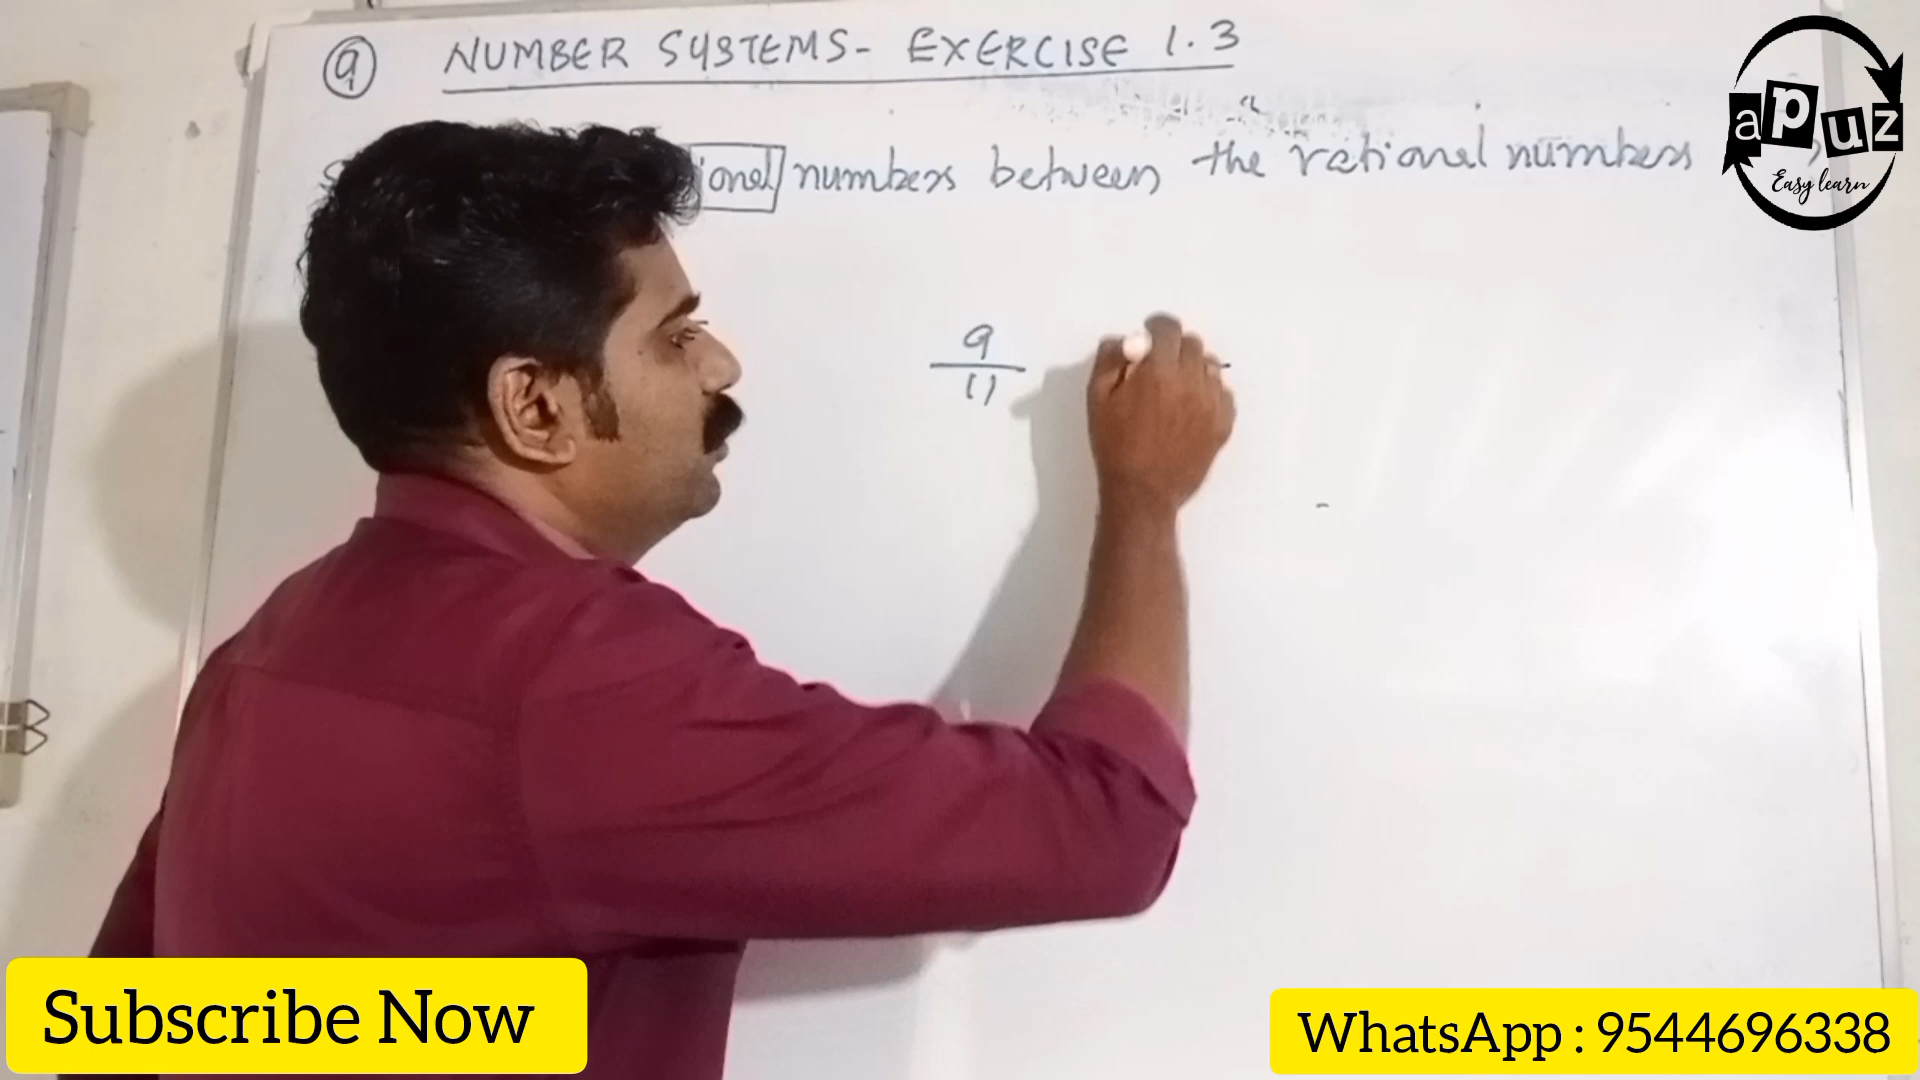 9 NUMBER SYSTEMS - EXERCISE 1.3
ional numbers between the rational numbers
9
11
apuz
Easy learn
Subscribe Now
WhatsApp : 9544696338